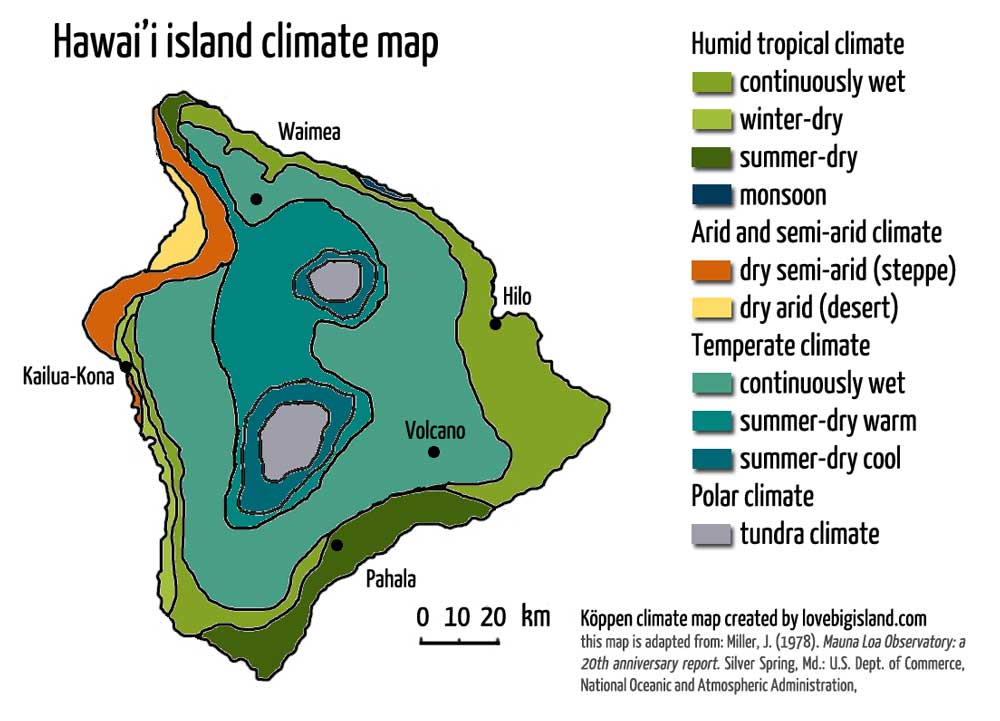 Hawai’i island climate map
Humid tropical climate
continuously wet
winter-dry
summer-dry
monsoon
Arid and semi-arid climate
dry semi-arid (steppe)
dry arid (desert)
Temperate climate
continuously wet
summer-dry warm
summer-dry cool
Polar climate
tundra climate
Waimea
Hilo
Kailua-Kona
Volcano
Pahala
0 10 20 km
Köppen climate map created by lovebigisland.com
this map is adapted from: Miller, J. (1978). Mauna Loa Observatory: a
20th anniversary report. Silver Spring, Md.: U.S. Dept. of Commerce,
National Oceanic and Atmospheric Administration,